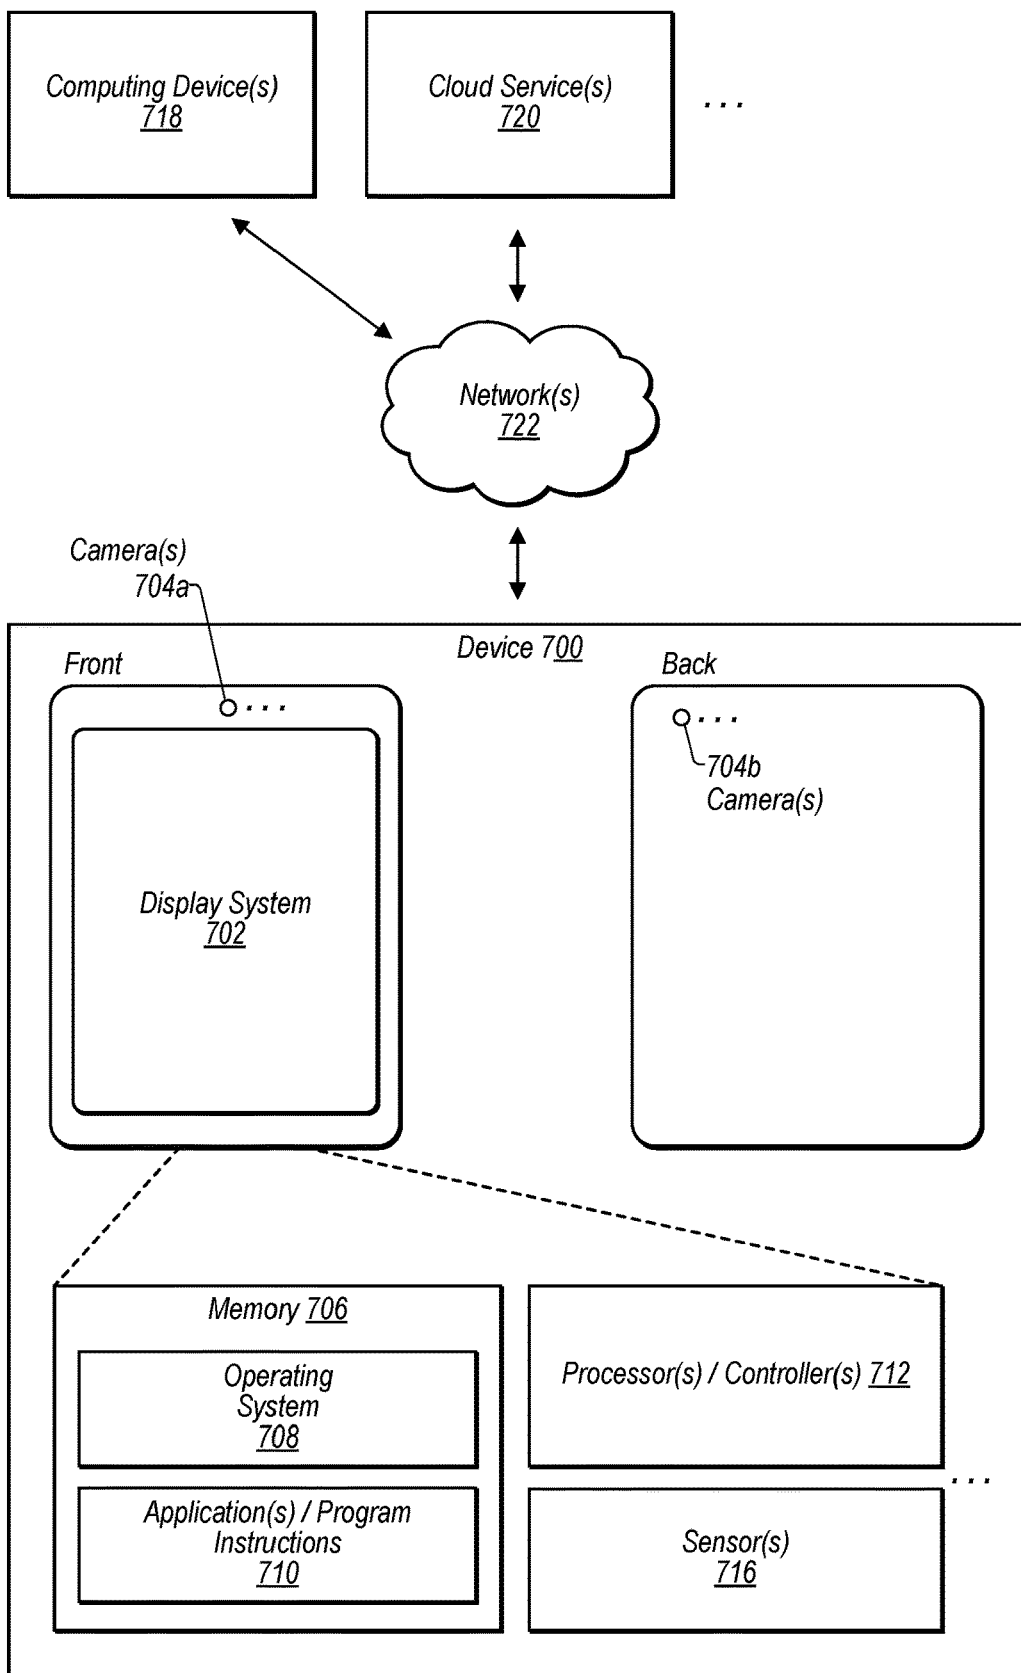 Computing Device(s)
718
Cloud Service(s)
720
. . .
Network(s)
722
Camera(s)
704a
Device 700
Front
Back
. . .
. . .
704b
Camera(s)
Display System
702
Memory 706
Operating
System
708
Application(s) / Program
Instructions
710
Processor(s) / Controller(s) 712
. . .
Sensor(s)
716